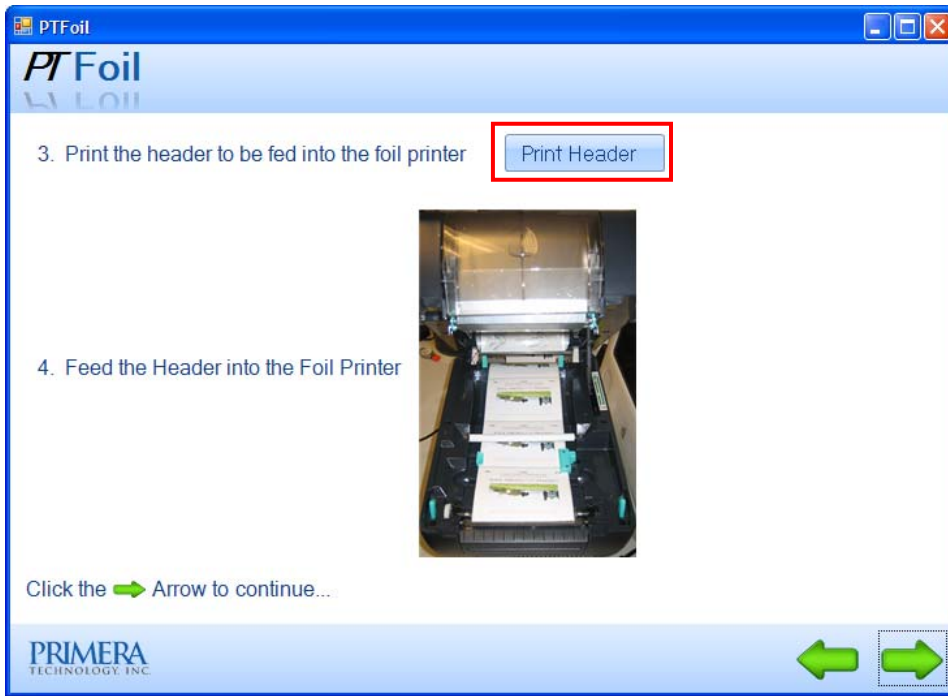 PTFoil
PT Foil
3. Print the header to be fed into the foil printer
Print Header
4. Feed the Header into the Foil Printer
Click the Arrow to continue...
PRIMERA
TECHNOLOGY. INC